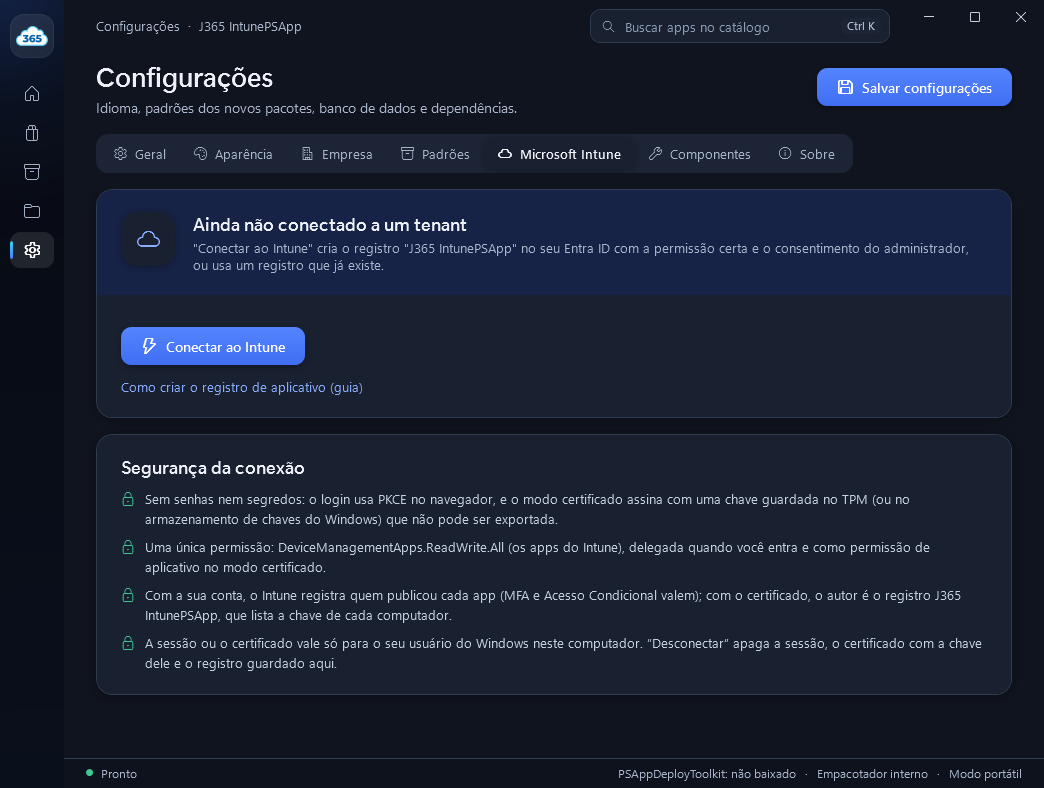 365
Configurações · J365 IntunePSApp
Buscar apps no catálogo Ctrl K
Configurações
Idioma, padrões dos novos pacotes, banco de dados e dependências.
Salvar configurações
Geral Aparência Empresa Padrões Microsoft Intune Componentes Sobre
Ainda não conectado a um tenant
"Conectar ao Intune" cria o registro "J365 IntunePSApp" no seu Entra ID com a permissão certa e o consentimento do administrador,
ou usa um registro que já existe.
Conectar ao Intune
Como criar o registro de aplicativo (guia)
Segurança da conexão
Sem senhas nem segredos: o login usa PKCE no navegador, e o modo certificado assina com uma chave guardada no TPM (ou no
armazenamento de chaves do Windows) que não pode ser exportada.
Uma única permissão: DeviceManagementApps.ReadWrite.All (os apps do Intune), delegada quando você entra e como permissão de
aplicativo no modo certificado.
Com a sua conta, o Intune registra quem publicou cada app (MFA e Acesso Condicional valem); com o certificado, o autor é o registro J365
IntunePSApp, que lista a chave de cada computador.
A sessão ou o certificado vale só para o seu usuário do Windows neste computador. "Desconectar" apaga a sessão, o certificado com a chave
dele e o registro guardado aqui.
Pronto
PSAppDeployToolkit: não baixado · Empacotador interno · Modo portátil